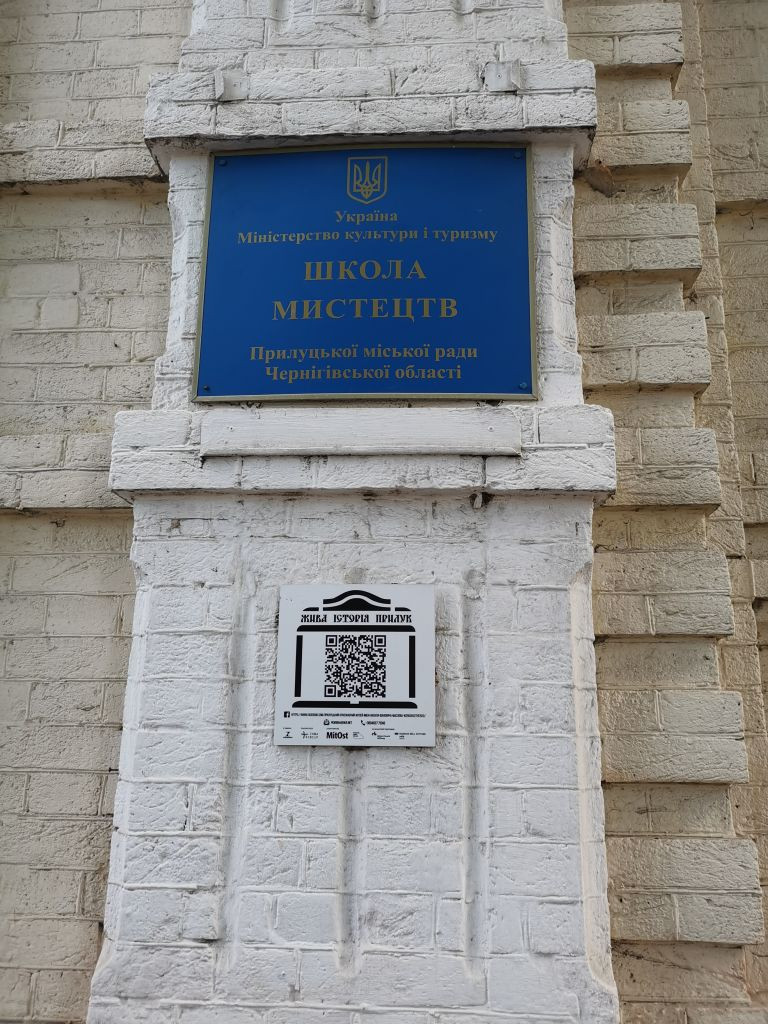 Україна
Міністерство культури і туризму
ШКОЛА
МИСТЕЦТВ
Прилуцької міської ради
Чернігівської області
ЖИВА ІСТОРІЯ ПРИЛУК
MitOst